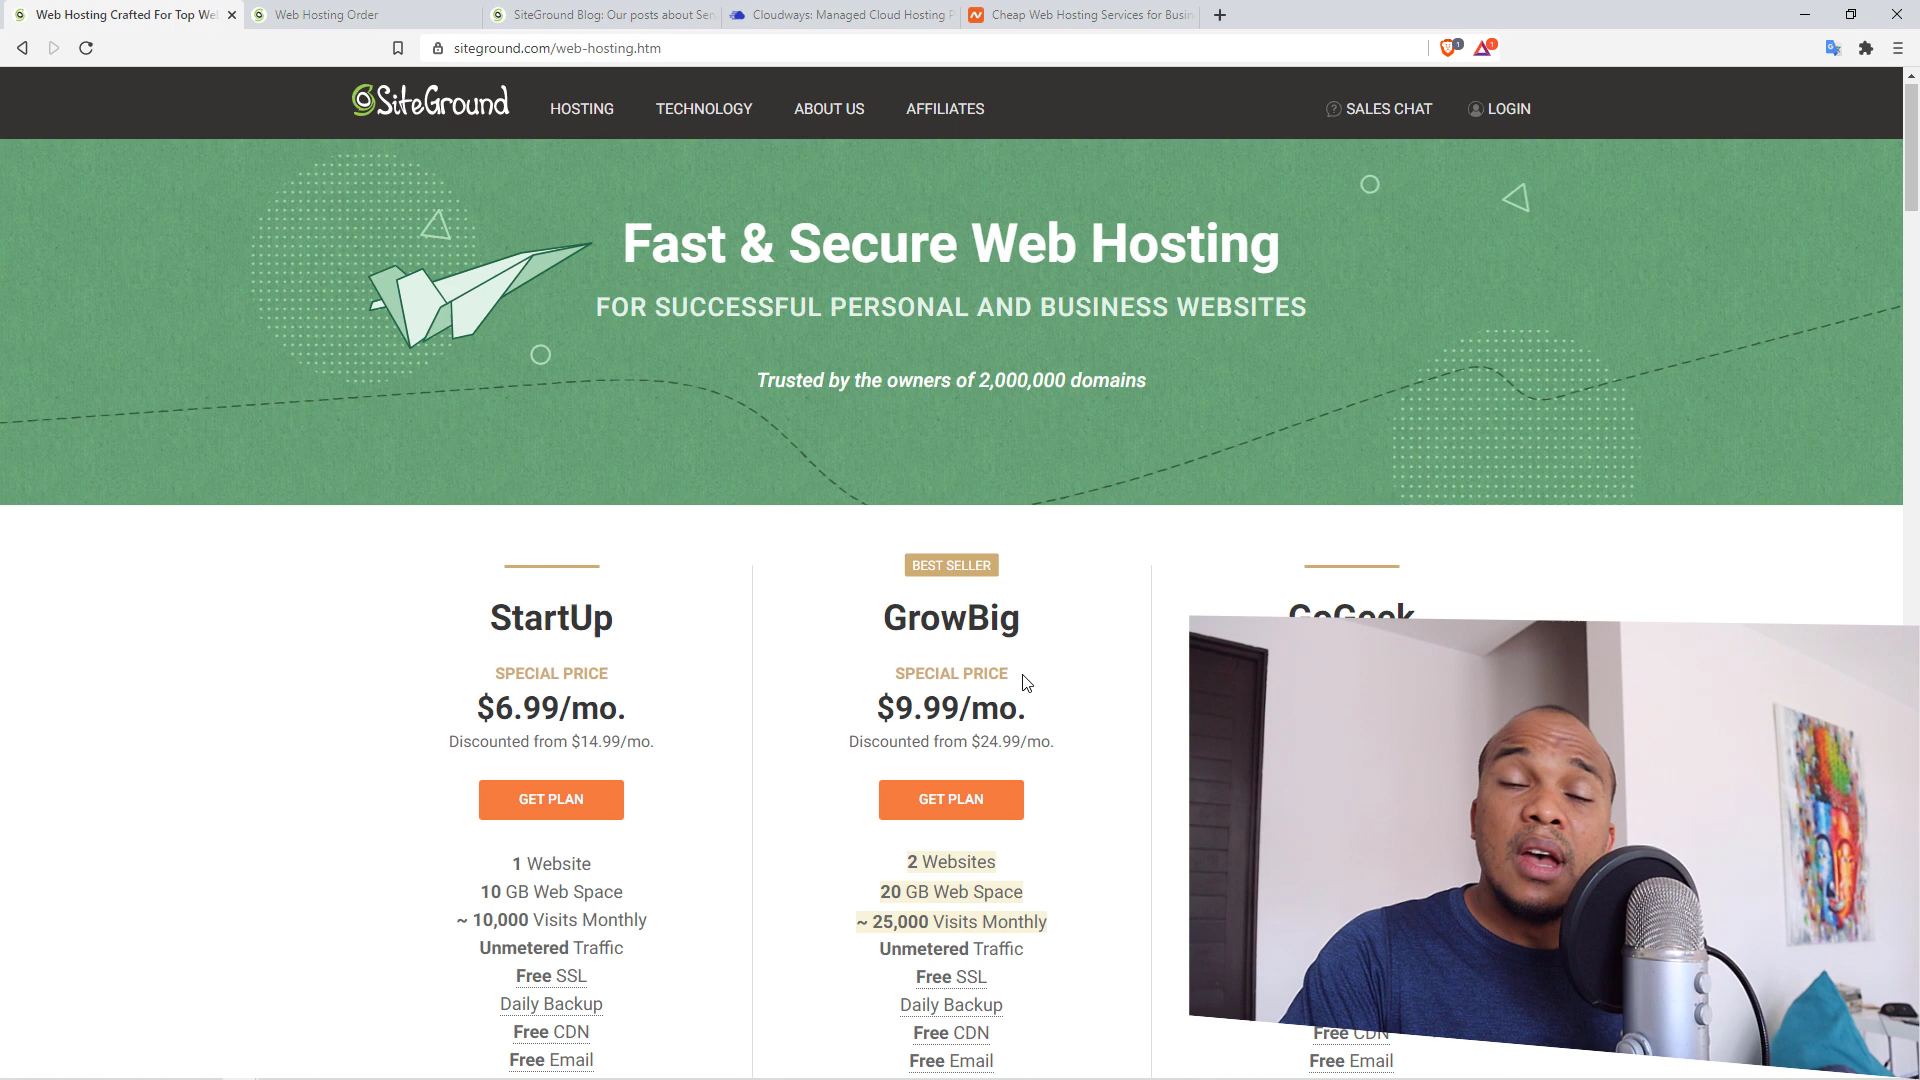 Web Hosting Crafted For Top We
Web Hosting Order
SiteGround Blog: Our posts about Ser
Cloudways: Managed Cloud Hosting P
Cheap Web Hosting Services for Busin
siteground.com/web-hosting.htm
1
1
SiteGround
HOSTING
TECHNOLOGY
ABOUT US
AFFILIATES
SALES CHAT
LOGIN
Fast & Secure Web Hosting
FOR SUCCESSFUL PERSONAL AND BUSINESS WEBSITES
Trusted by the owners of 2,000,000 domains
StartUp
SPECIAL PRICE
$6.99/mo.
Discounted from $14.99/mo.
GET PLAN
1 Website
10 GB Web Space
~ 10,000 Visits Monthly
Unmetered Traffic
Free SSL
Daily Backup
Free CDN
Free Email
BEST SELLER
GrowBig
SPECIAL PRICE
$9.99/mo.
Discounted from $24.99/mo.
GET PLAN
2 Websites
20 GB Web Space
~ 25,000 Visits Monthly
Unmetered Traffic
Free SSL
Daily Backup
Free CDN
Free Email
GoGeek
Free CDN
Free Email